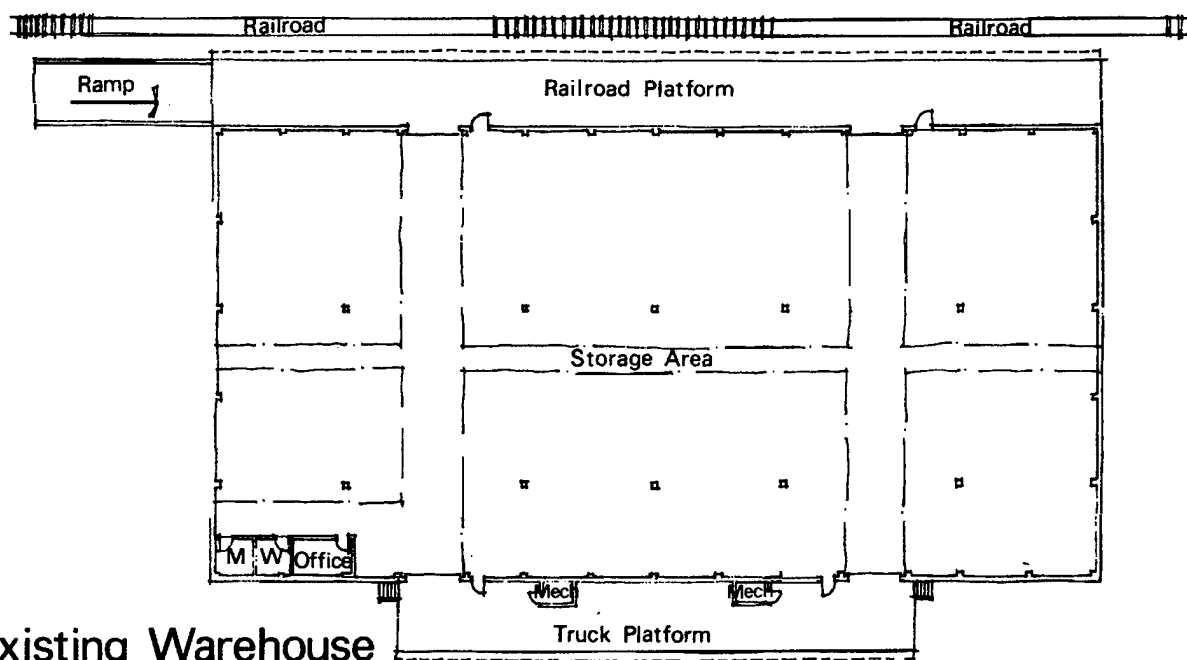 Railroad
Railroad
Ramp
Railroad Platform
Storage Area
M
W
Office
Mech
Mech
Truck Platform
xisting Warehouse